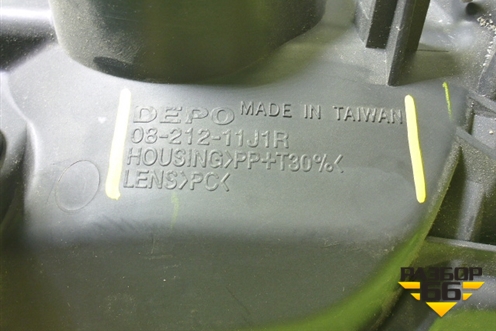 DEPO MADE IN TAIWAN
08-212-11J1R
HOUSING>PP+T30%<
LENS>PC<
РАЗБОР
66